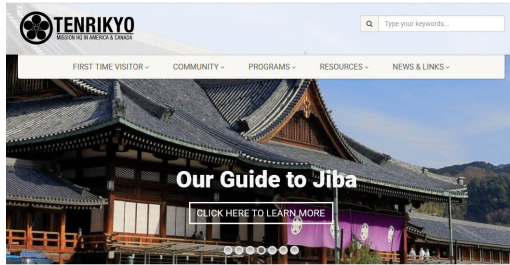 TENRIKYO
MISSION HQ IN AMERICA & CANADA
Type your keywords...
FIRST TIME VISITOR
COMMUNITY
PROGRAMS
RESOURCES
NEWS & LINKS
Our Guide to Jiba
CLICK HERE TO LEARN MORE